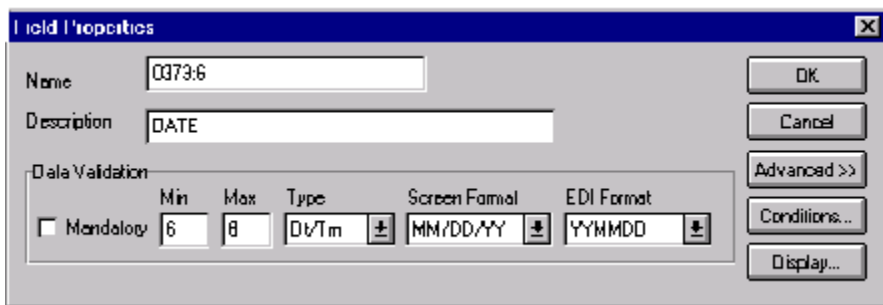 Field Properties
Name 0373:6 OK
Description DATE Cancel
Data Validation Advanced >>
Min Max Type Screen Format EDI Format
Mandatory 6 8 Dt/Tm MM/DD/YY YYMMDD Conditions...
Display...